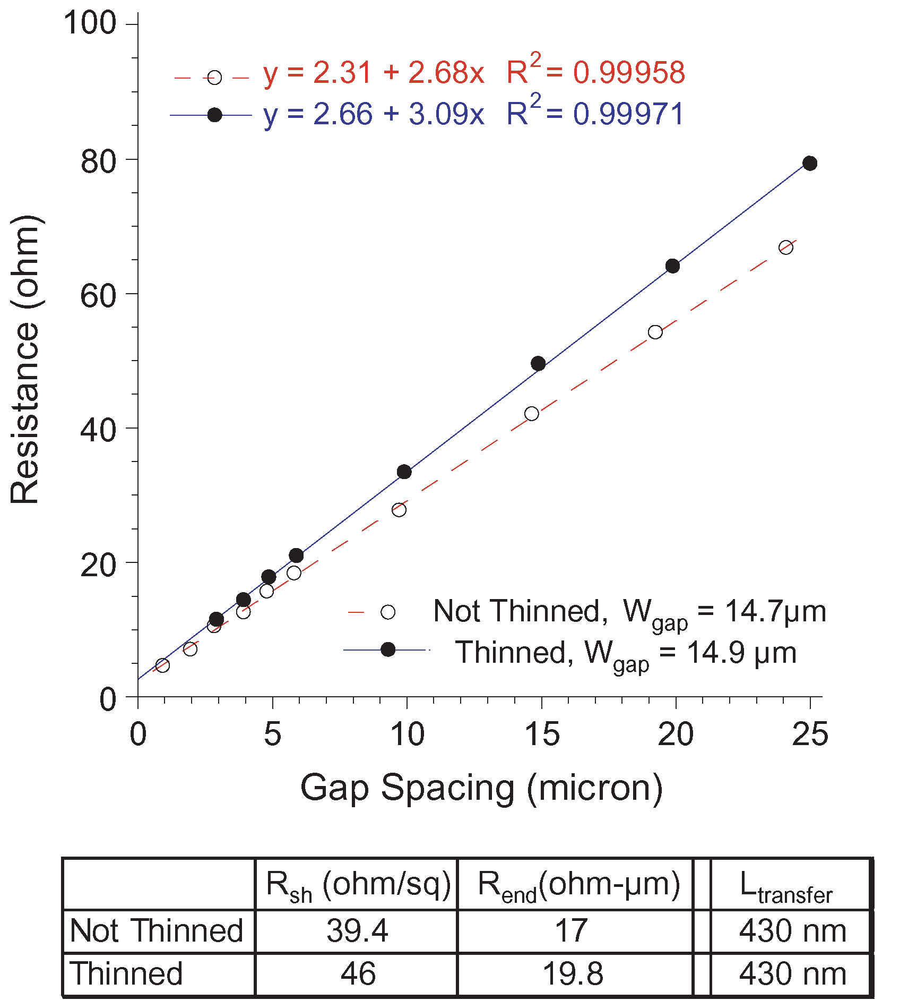 100
80
60
40
20
0
Resistance (ohm)
y = 2.31 + 2.68x R² = 0.99958
y = 2.66 + 3.09x R² = 0.99971
Not Thinned, Wgap = 14.7µm
Thinned, Wgap = 14.9 µm
0 5 10 15 20 25
Gap Spacing (micron)
Rsh (ohm/sq) Rend(ohm-µm) Ltransfer
Not Thinned 39.4 17 430 nm
Thinned 46 19.8 430 nm